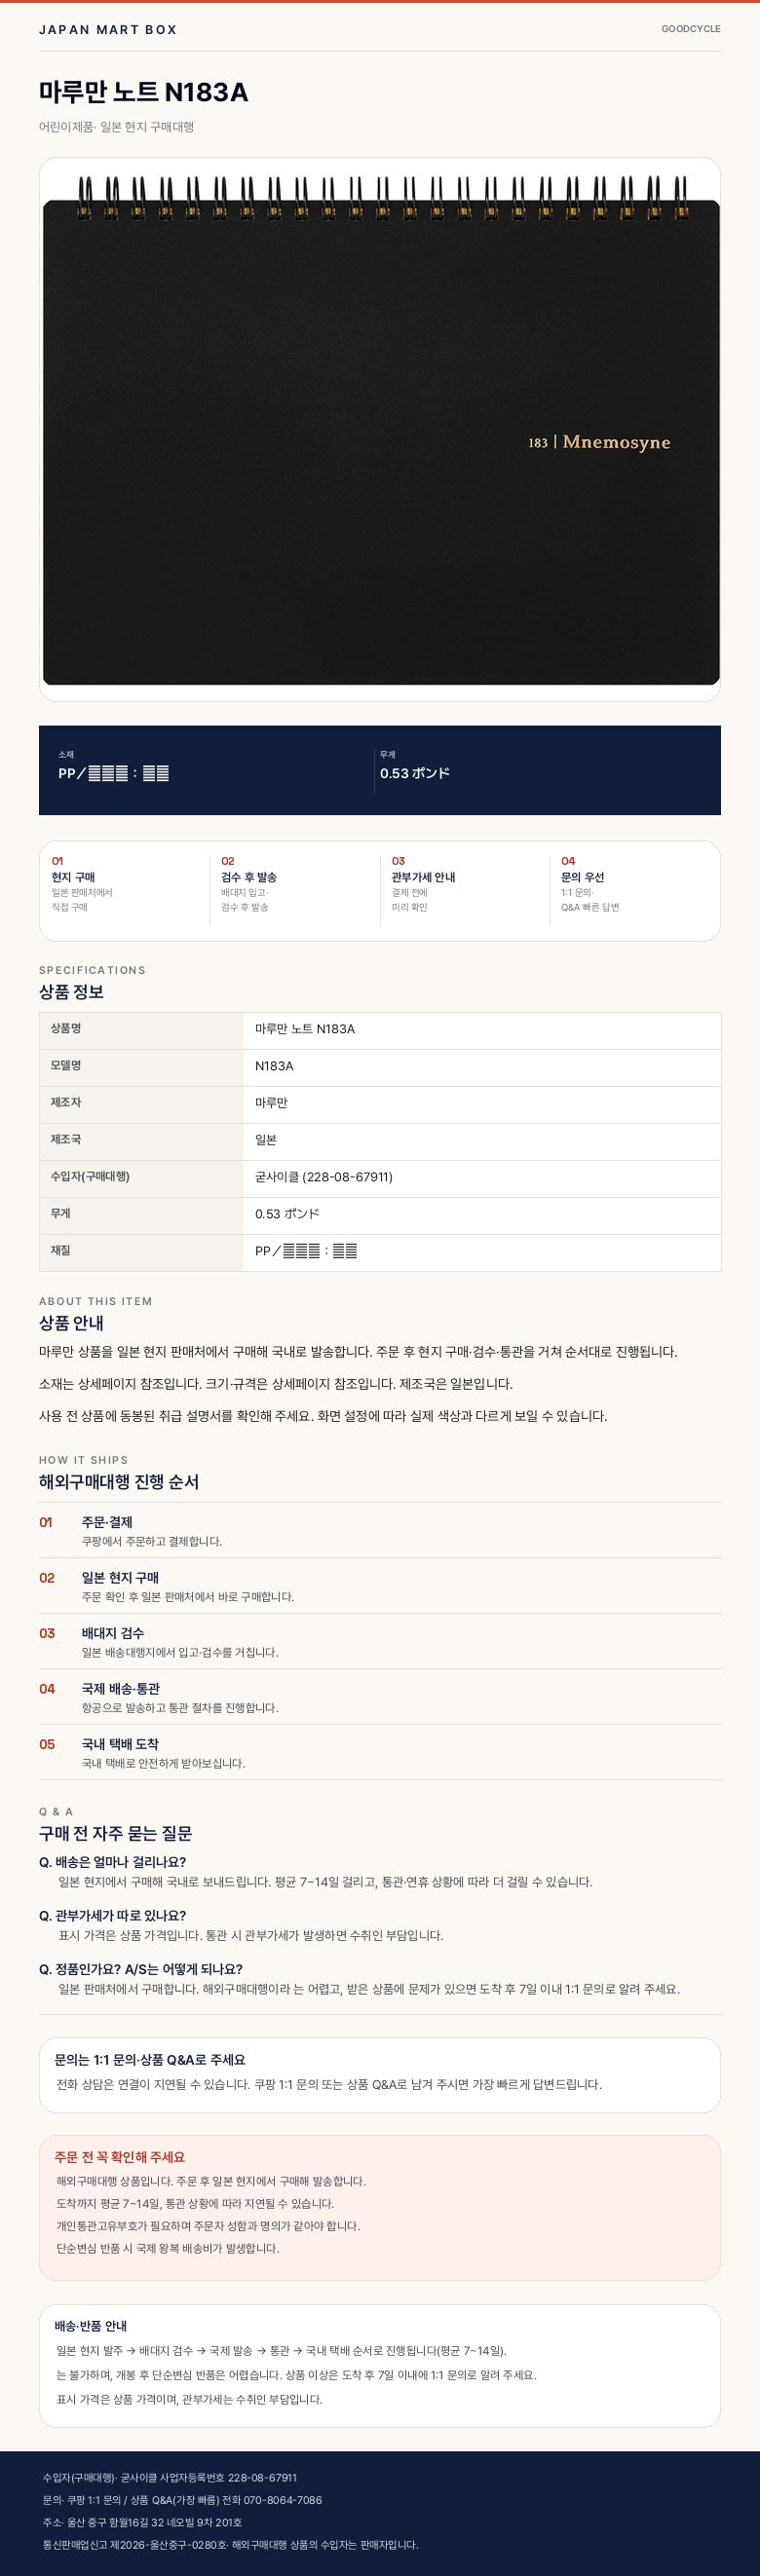 JAPAN MART BOX
GOODCYCLE
마루만 노트 N183A
어린이제품· 일본 현지 구매대행
183 | Mnemosyne
소재
PP／
무게
0.53 ポンド
01
현지 구매
일본 판매처에서
직접 구매
02
검수 후 발송
배대지 입고·
검수 후 발송
03
관부가세 안내
결제 전에
미리 확인
04
문의 우선
1:1 문의·
Q&A 빠른 답변
SPECIFICATIONS
상품 정보
상품명 마루만 노트 N183A
모델명 N183A
제조자 마루만
제조국 일본
수입자(구매대행) 굳사이클 (228-08-67911)
무게 0.53 ポンド
재질 PP／
ABOUT THIS ITEM
상품 안내
마루만 상품을 일본 현지 판매처에서 구매해 국내로 발송합니다. 주문 후 현지 구매·검수·통관을 거쳐 순서대로 진행됩니다.
소재는 상세페이지 참조입니다. 크기·규격은 상세페이지 참조입니다. 제조국은 일본입니다.
사용 전 상품에 동봉된 취급 설명서를 확인해 주세요. 화면 설정에 따라 실제 색상과 다르게 보일 수 있습니다.
HOW IT SHIPS
해외구매대행 진행 순서
01 주문·결제
쿠팡에서 주문하고 결제합니다.
02 일본 현지 구매
주문 확인 후 일본 판매처에서 바로 구매합니다.
03 배대지 검수
일본 배송대행지에서 입고·검수를 거칩니다.
04 국제 배송·통관
항공으로 발송하고 통관 절차를 진행합니다.
05 국내 택배 도착
국내 택배로 안전하게 받아보십니다.
Q & A
구매 전 자주 묻는 질문
Q. 배송은 얼마나 걸리나요?
일본 현지에서 구매해 국내로 보내드립니다. 평균 7~14일 걸리고, 통관·연휴 상황에 따라 더 걸릴 수 있습니다.
Q. 관부가세가 따로 있나요?
표시 가격은 상품 가격입니다. 통관 시 관부가세가 발생하면 수취인 부담입니다.
Q. 정품인가요? A/S는 어떻게 되나요?
일본 판매처에서 구매합니다. 해외구매대행이라 는 어렵고, 받은 상품에 문제가 있으면 도착 후 7일 이내 1:1 문의로 알려 주세요.
문의는 1:1 문의·상품 Q&A로 주세요
전화 상담은 연결이 지연될 수 있습니다. 쿠팡 1:1 문의 또는 상품 Q&A로 남겨 주시면 가장 빠르게 답변드립니다.
주문 전 꼭 확인해 주세요
해외구매대행 상품입니다. 주문 후 일본 현지에서 구매해 발송합니다.
도착까지 평균 7~14일, 통관 상황에 따라 지연될 수 있습니다.
개인통관고유부호가 필요하며 주문자 성함과 명의가 같아야 합니다.
단순변심 반품 시 국제 왕복 배송비가 발생합니다.
배송·반품 안내
일본 현지 발주 → 배대지 검수 → 국제 발송 → 통관 → 국내 택배 순서로 진행됩니다(평균 7~14일).
는 불가하며, 개봉 후 단순변심 반품은 어렵습니다. 상품 이상은 도착 후 7일 이내에 1:1 문의로 알려 주세요.
표시 가격은 상품 가격이며, 관부가세는 수취인 부담입니다.
수입자(구매대행)· 굳사이클 사업자등록번호 228-08-67911
문의· 쿠팡 1:1 문의 / 상품 Q&A(가장 빠름) 전화 070-8064-7086
주소· 울산 중구 함월16길 32 네오빌 9차 201호
통신판매업신고 제2026-울산중구-0280호· 해외구매대행 상품의 수입자는 판매자입니다.